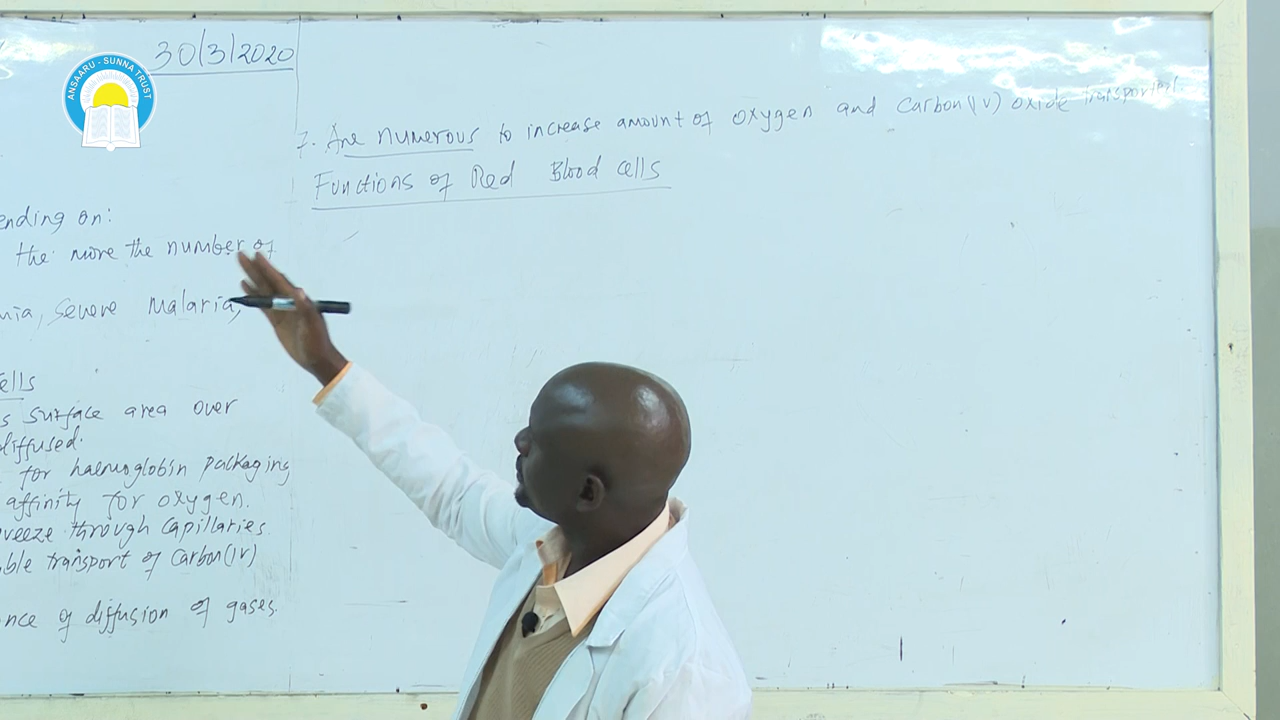 ANSAARU - SUNNA TRUST
30/3/2020
ending on:
the more the number of
mia, severe Malaria,
ells
s surface area over
diffused.
for haemoglobin packaging
affinity for oxygen.
queeze through Capillaries.
ble transport of Carbon(IV)
nce of diffusion of gases.
7. Are numerous to increase amount of oxygen and Carbon(IV) oxide transported.
Functions of Red Blood cells